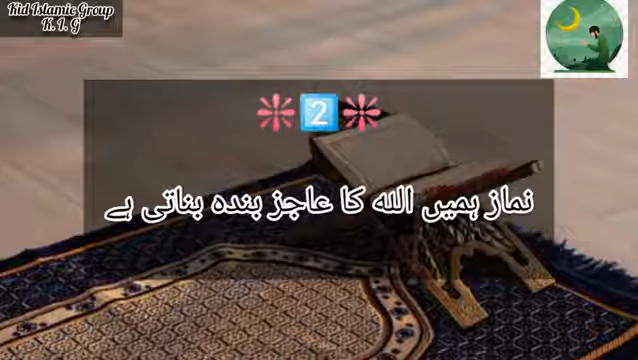 Kid Islamic Group
K. I. G
2
نماز ہمیں اللہ کا عاجز بندہ بناتی ہے